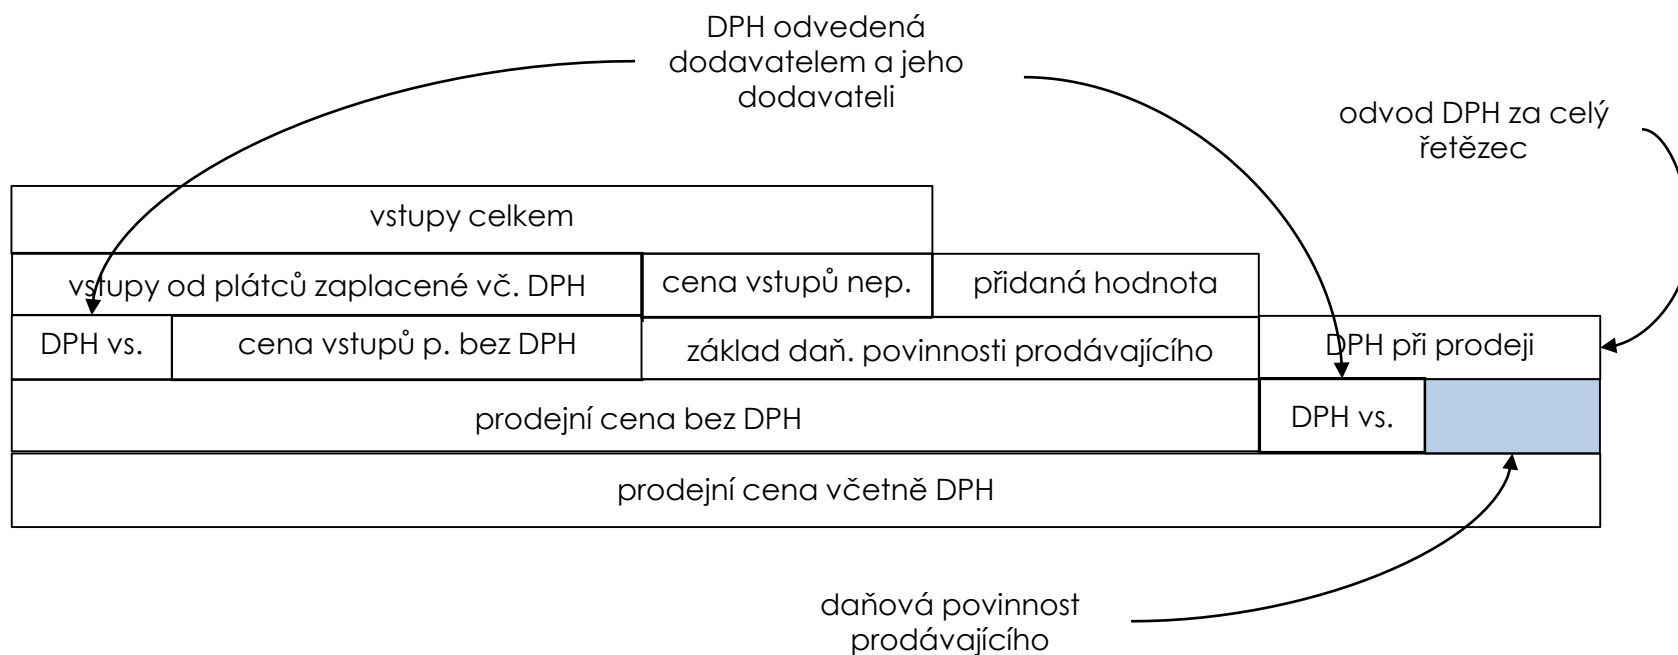 DPH odvedená
dodavatelem a jeho
dodavateli
odvod DPH za celý
řetězec
vstupy celkem
vstupy od plátců zaplacené vč. DPH
cena vstupů nep.
přidaná hodnota
DPH vs.
cena vstupů p. bez DPH
základ daň. povinnosti prodávajícího
DPH při prodeji
prodejní cena bez DPH
DPH vs.
prodejní cena včetně DPH
daňová povinnost
prodávajícího